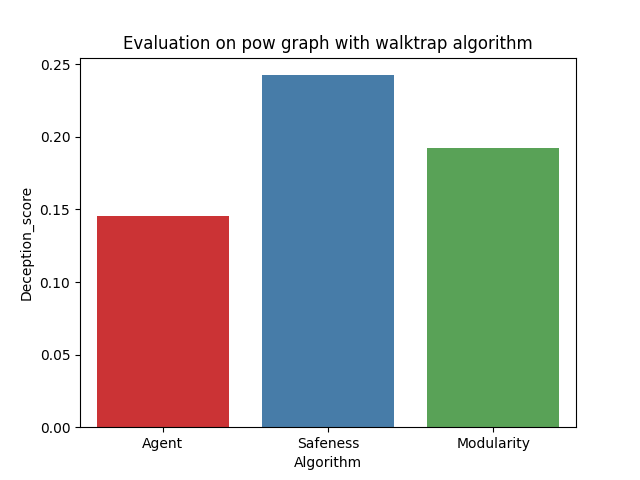 Evaluation on pow graph with walktrap algorithm
0.25
0.20
0.15
0.10
0.05
0.00
Deception_score
Agent
Safeness
Modularity
Algorithm